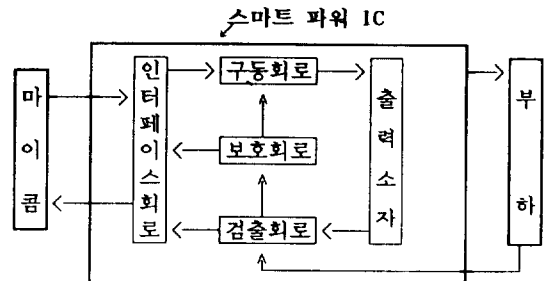 스마트 파워 IC
마이콤
인터페이스회로
구동회로
보호회로
검출회로
출력소자
부하